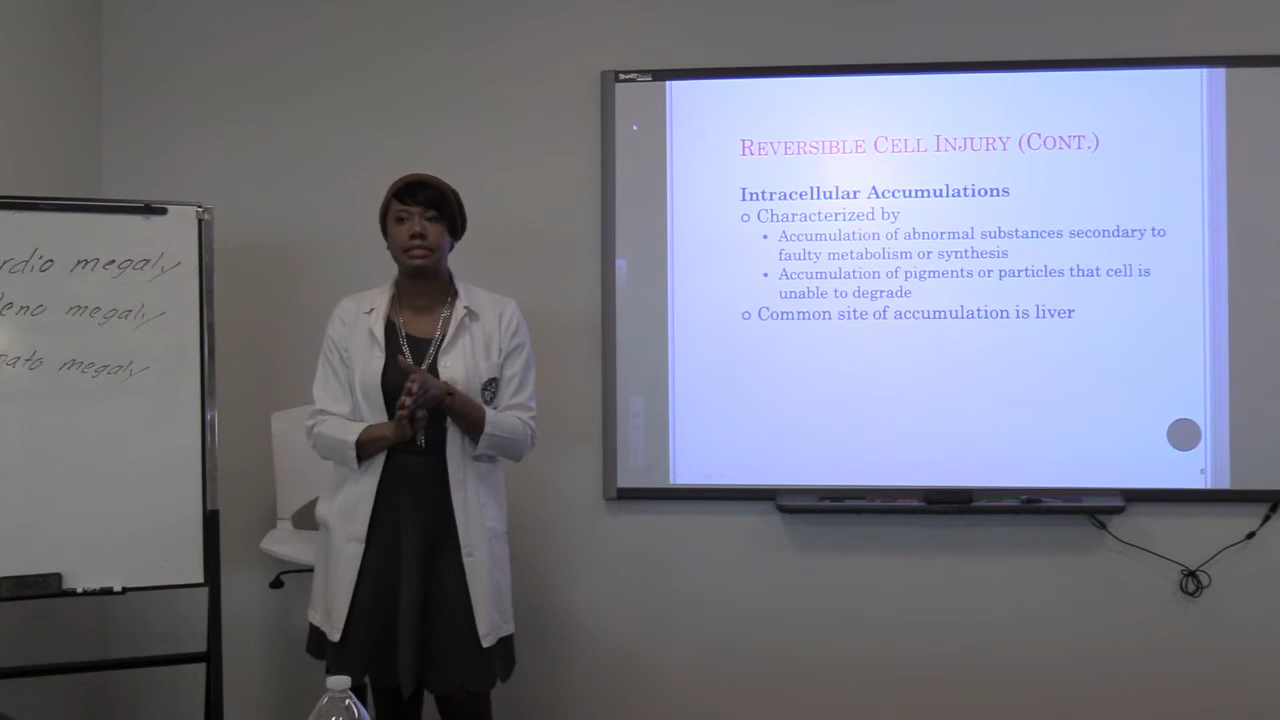 rdio megaly
eno megaly
pato megaly
SMART
REVERSIBLE CELL INJURY (CONT.)
Intracellular Accumulations
Characterized by
Accumulation of abnormal substances secondary to
faulty metabolism or synthesis
Accumulation of pigments or particles that cell is
unable to degrade
Common site of accumulation is liver